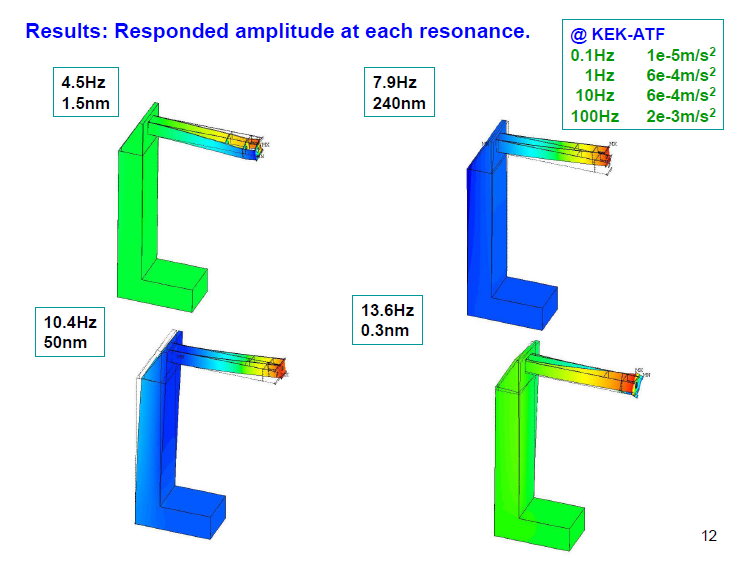 Results: Responded amplitude at each resonance.
@ KEK-ATF
0.1Hz 1e-5m/s²
1Hz 6e-4m/s²
10Hz 6e-4m/s²
100Hz 2e-3m/s²
4.5Hz
1.5nm
7.9Hz
240nm
10.4Hz
50nm
13.6Hz
0.3nm
12